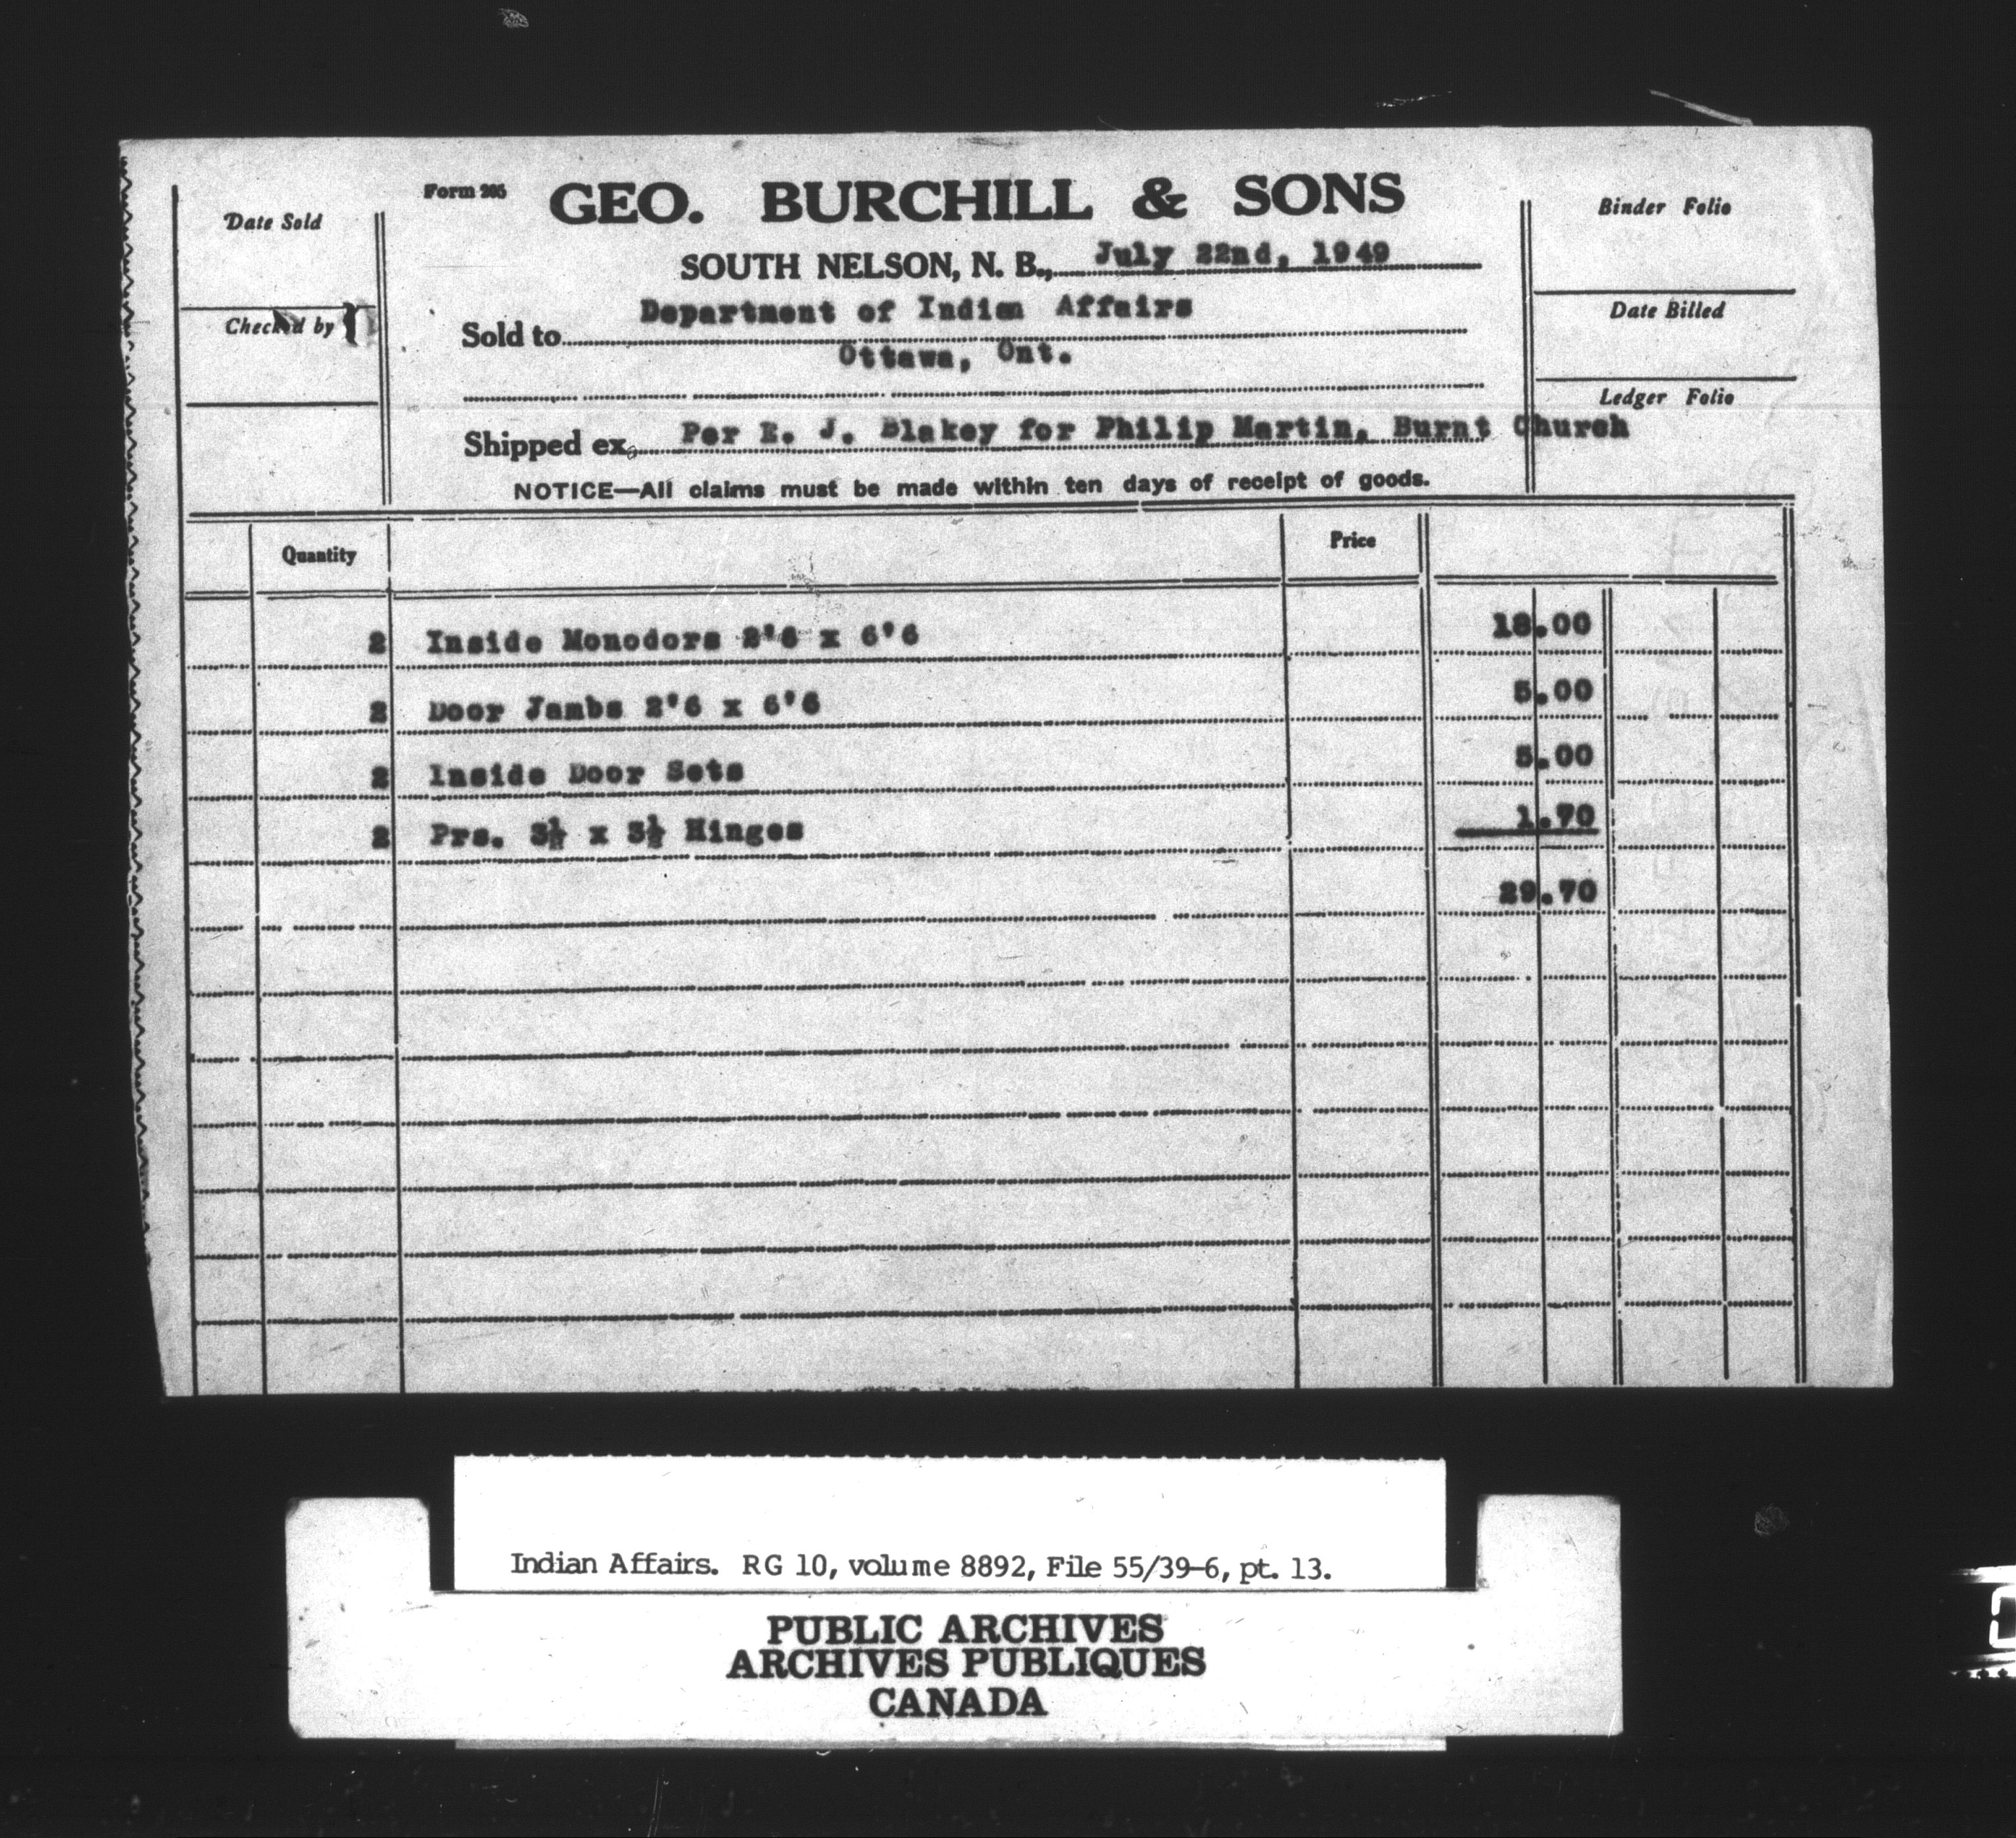 Form 205
GEO. BURCHILL & SONS
Date Sold
Binder Folio
SOUTH NELSON, N. B., July 22nd, 1949
Checked by
Date Billed
Sold to Department of Indian Affairs
Ottawa, Ont.
Ledger Folio
Shipped ex. Per E. J. Blakey for Philip Martin, Burnt Church
NOTICE—All claims must be made within ten days of receipt of goods.
Quantity Price
2 Inside Monodors 2'6 x 6'6 18.00
2 Door Jambs 2'6 x 6'6 5.00
2 Inside Door Sets 5.00
2 Prs. 3½ x 3½ Hinges 1.70
29.70
Indian Affairs. RG 10, volume 8892, File 55/39-6, pt. 13.
PUBLIC ARCHIVES
ARCHIVES PUBLIQUES
CANADA